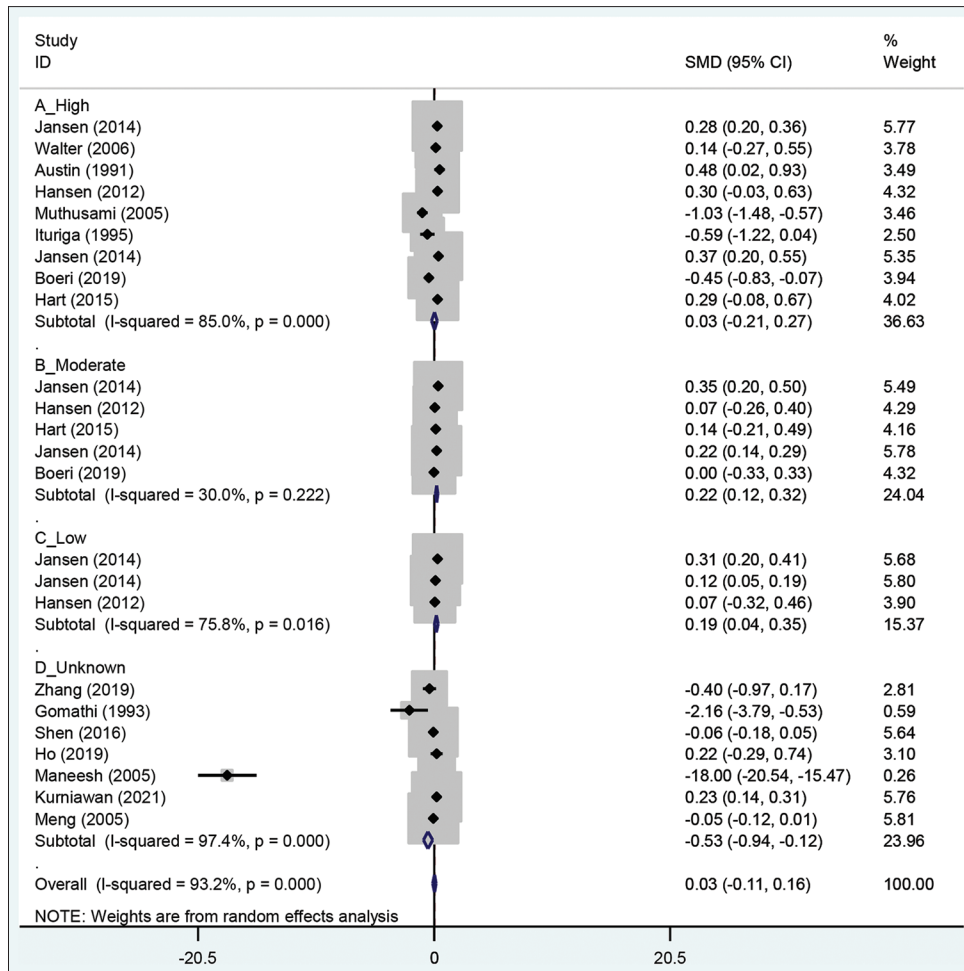 Study %
ID SMD (95% CI) Weight
A_High
Jansen (2014) 0.28 (0.20, 0.36) 5.77
Walter (2006) 0.14 (-0.27, 0.55) 3.78
Austin (1991) 0.48 (0.02, 0.93) 3.49
Hansen (2012) 0.30 (-0.03, 0.63) 4.32
Muthusami (2005) -1.03 (-1.48, -0.57) 3.46
Ituriga (1995) -0.59 (-1.22, 0.04) 2.50
Jansen (2014) 0.37 (0.20, 0.55) 5.35
Boeri (2019) -0.45 (-0.83, -0.07) 3.94
Hart (2015) 0.29 (-0.08, 0.67) 4.02
Subtotal (I-squared = 85.0%, p = 0.000) 0.03 (-0.21, 0.27) 36.63
.
B_Moderate
Jansen (2014) 0.35 (0.20, 0.50) 5.49
Hansen (2012) 0.07 (-0.26, 0.40) 4.29
Hart (2015) 0.14 (-0.21, 0.49) 4.16
Jansen (2014) 0.22 (0.14, 0.29) 5.78
Boeri (2019) 0.00 (-0.33, 0.33) 4.32
Subtotal (I-squared = 30.0%, p = 0.222) 0.22 (0.12, 0.32) 24.04
.
C_Low
Jansen (2014) 0.31 (0.20, 0.41) 5.68
Jansen (2014) 0.12 (0.05, 0.19) 5.80
Hansen (2012) 0.07 (-0.32, 0.46) 3.90
Subtotal (I-squared = 75.8%, p = 0.016) 0.19 (0.04, 0.35) 15.37
.
D_Unknown
Zhang (2019) -0.40 (-0.97, 0.17) 2.81
Gomathi (1993) -2.16 (-3.79, -0.53) 0.59
Shen (2016) -0.06 (-0.18, 0.05) 5.64
Ho (2019) 0.22 (-0.29, 0.74) 3.10
Maneesh (2005) -18.00 (-20.54, -15.47) 0.26
Kurniawan (2021) 0.23 (0.14, 0.31) 5.76
Meng (2005) -0.05 (-0.12, 0.01) 5.81
Subtotal (I-squared = 97.4%, p = 0.000) -0.53 (-0.94, -0.12) 23.96
.
Overall (I-squared = 93.2%, p = 0.000) 0.03 (-0.11, 0.16) 100.00
NOTE: Weights are from random effects analysis
-20.5 0 20.5